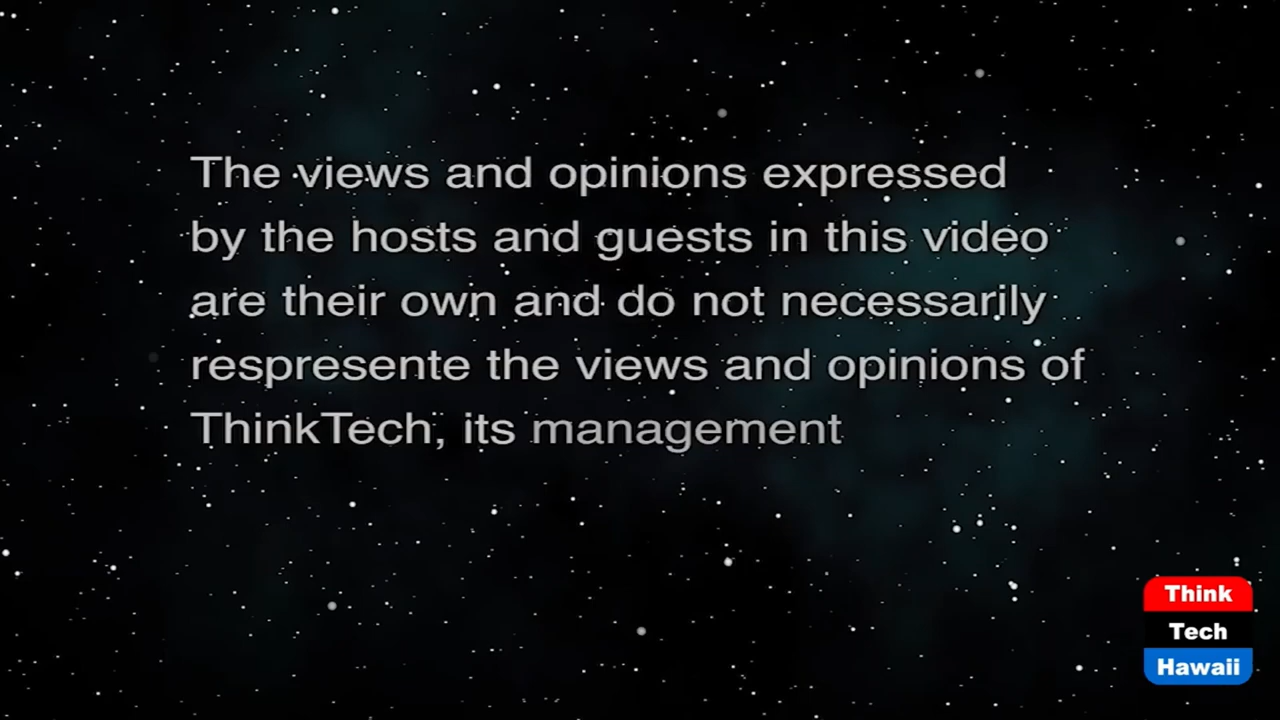 The views and opinions expressed
by the hosts and guests in this video
are their own and do not necessarily
respresente the views and opinions of
ThinkTech, its management
Think
Tech
Hawaii